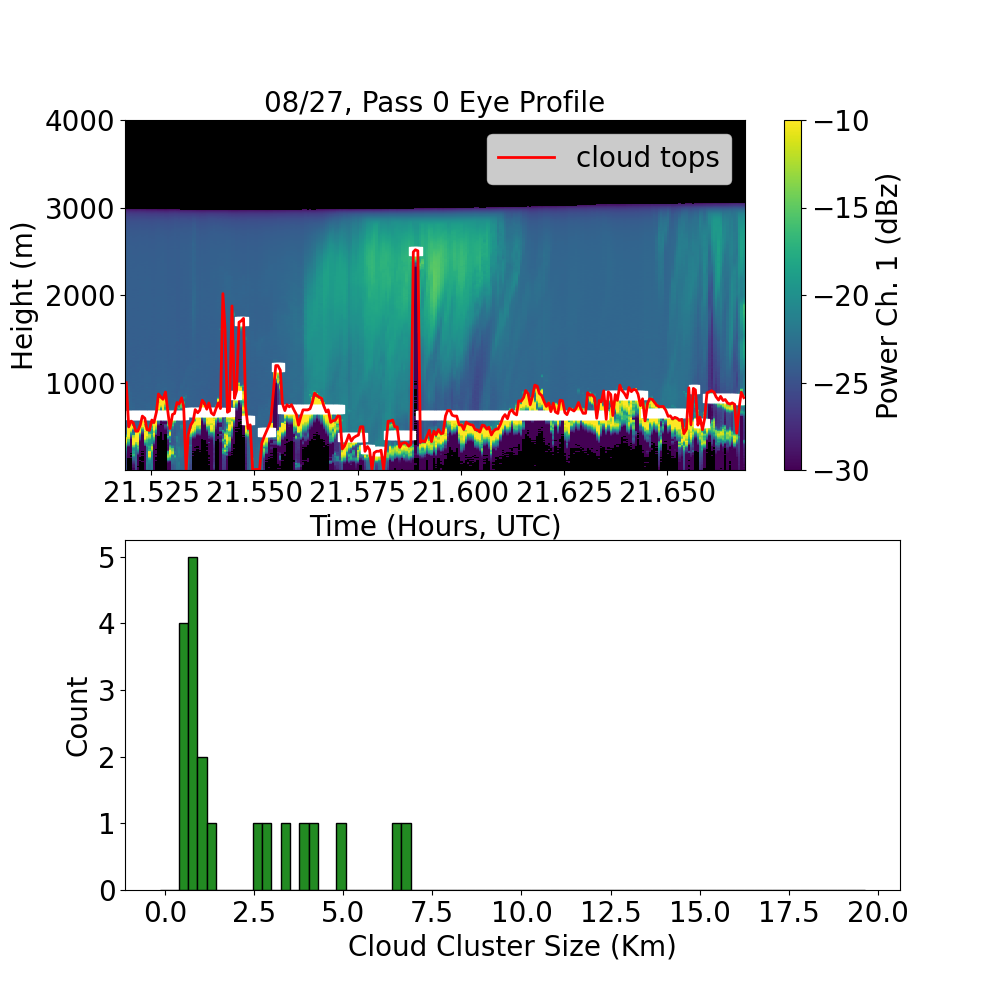 08/27, Pass 0 Eye Profile
cloud tops
Height (m)
4000
3000
2000
1000
21.525 21.550 21.575 21.600 21.625 21.650
Time (Hours, UTC)
−10
−15
−20
−25
−30
Power Ch. 1 (dBz)
Count
5
4
3
2
1
0
0.0 2.5 5.0 7.5 10.0 12.5 15.0 17.5 20.0
Cloud Cluster Size (Km)